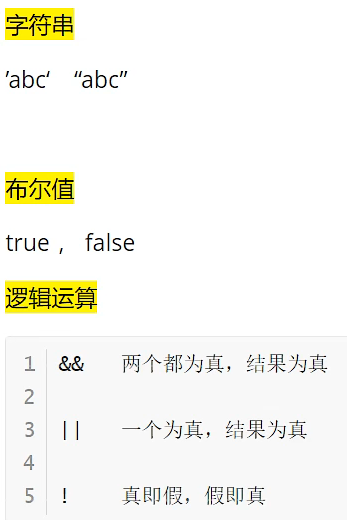 字符串
’abc‘ “abc”
布尔值
true ， false
逻辑运算
1 && 两个都为真，结果为真
2
3 || 一个为真，结果为真
4
5 ! 真即假，假即真